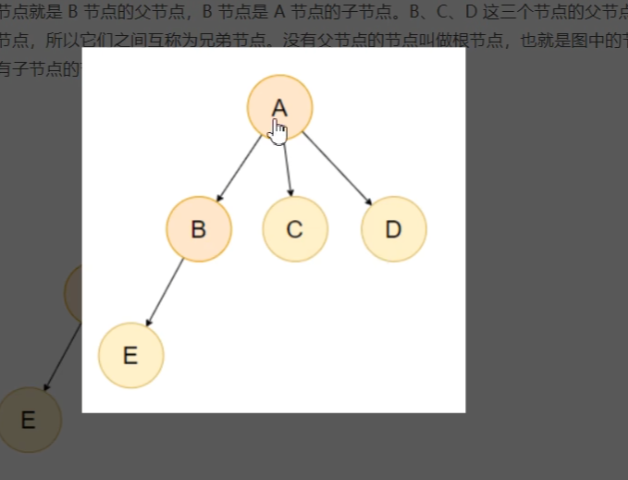 节点就是 B 节点的父节点，B 节点是 A 节点的子节点。B、C、D 这三个节点的父节点
节点，所以它们之间互称为兄弟节点。没有父节点的节点叫做根节点，也就是图中的节
有子节点的
A
B
C
D
E
E